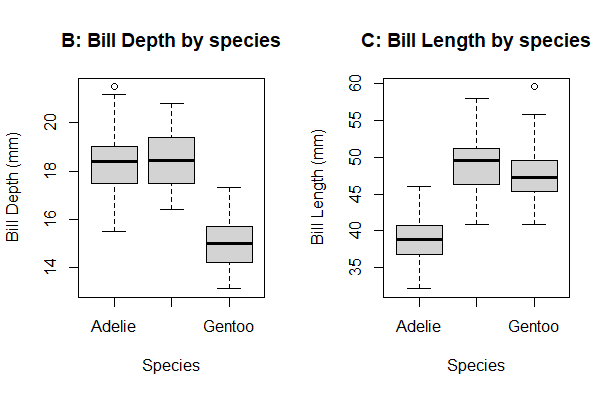 B: Bill Depth by species
Bill Depth (mm)
20
18
16
14
Adelie
Gentoo
Species
C: Bill Length by species
Bill Length (mm)
60
55
50
45
40
35
Adelie
Gentoo
Species